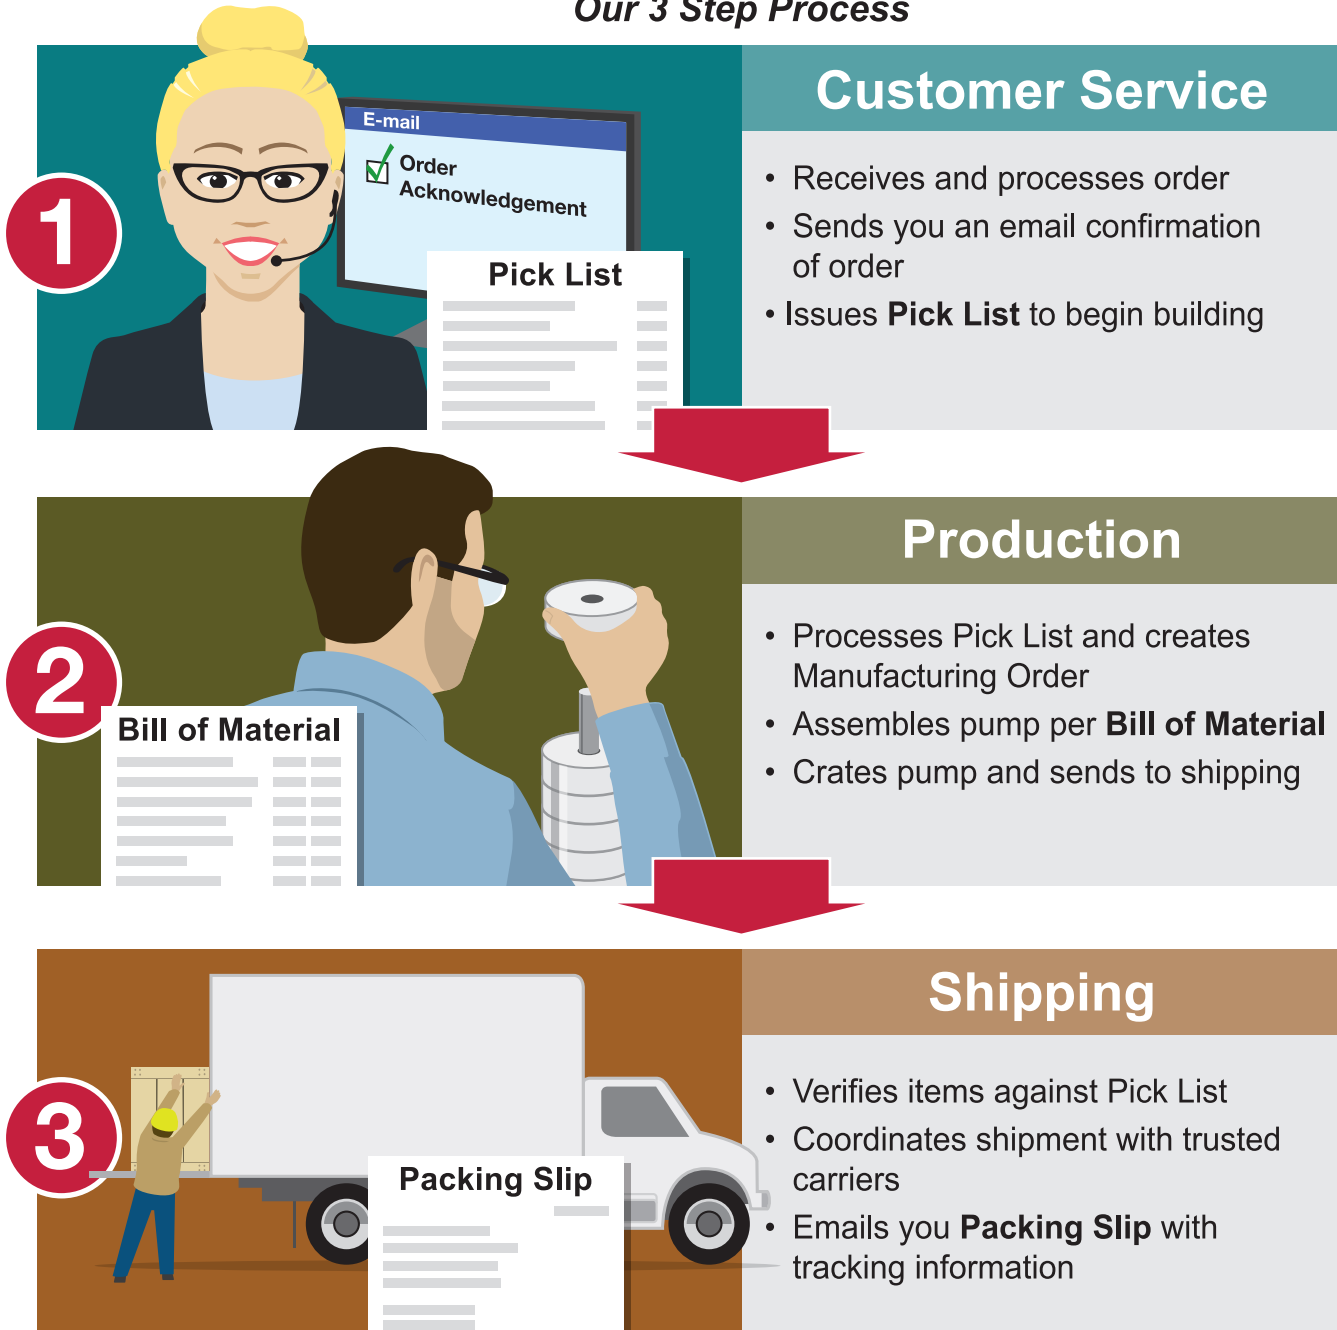 Our 3 Step Process
Customer Service
E-mail
Order
Acknowledgement
1
Pick List
• Receives and processes order
• Sends you an email confirmation
of order
• Issues Pick List to begin building
Production
2
Bill of Material
• Processes Pick List and creates
Manufacturing Order
• Assembles pump per Bill of Material
• Crates pump and sends to shipping
Shipping
3
Packing Slip
• Verifies items against Pick List
• Coordinates shipment with trusted
carriers
• Emails you Packing Slip with
tracking information